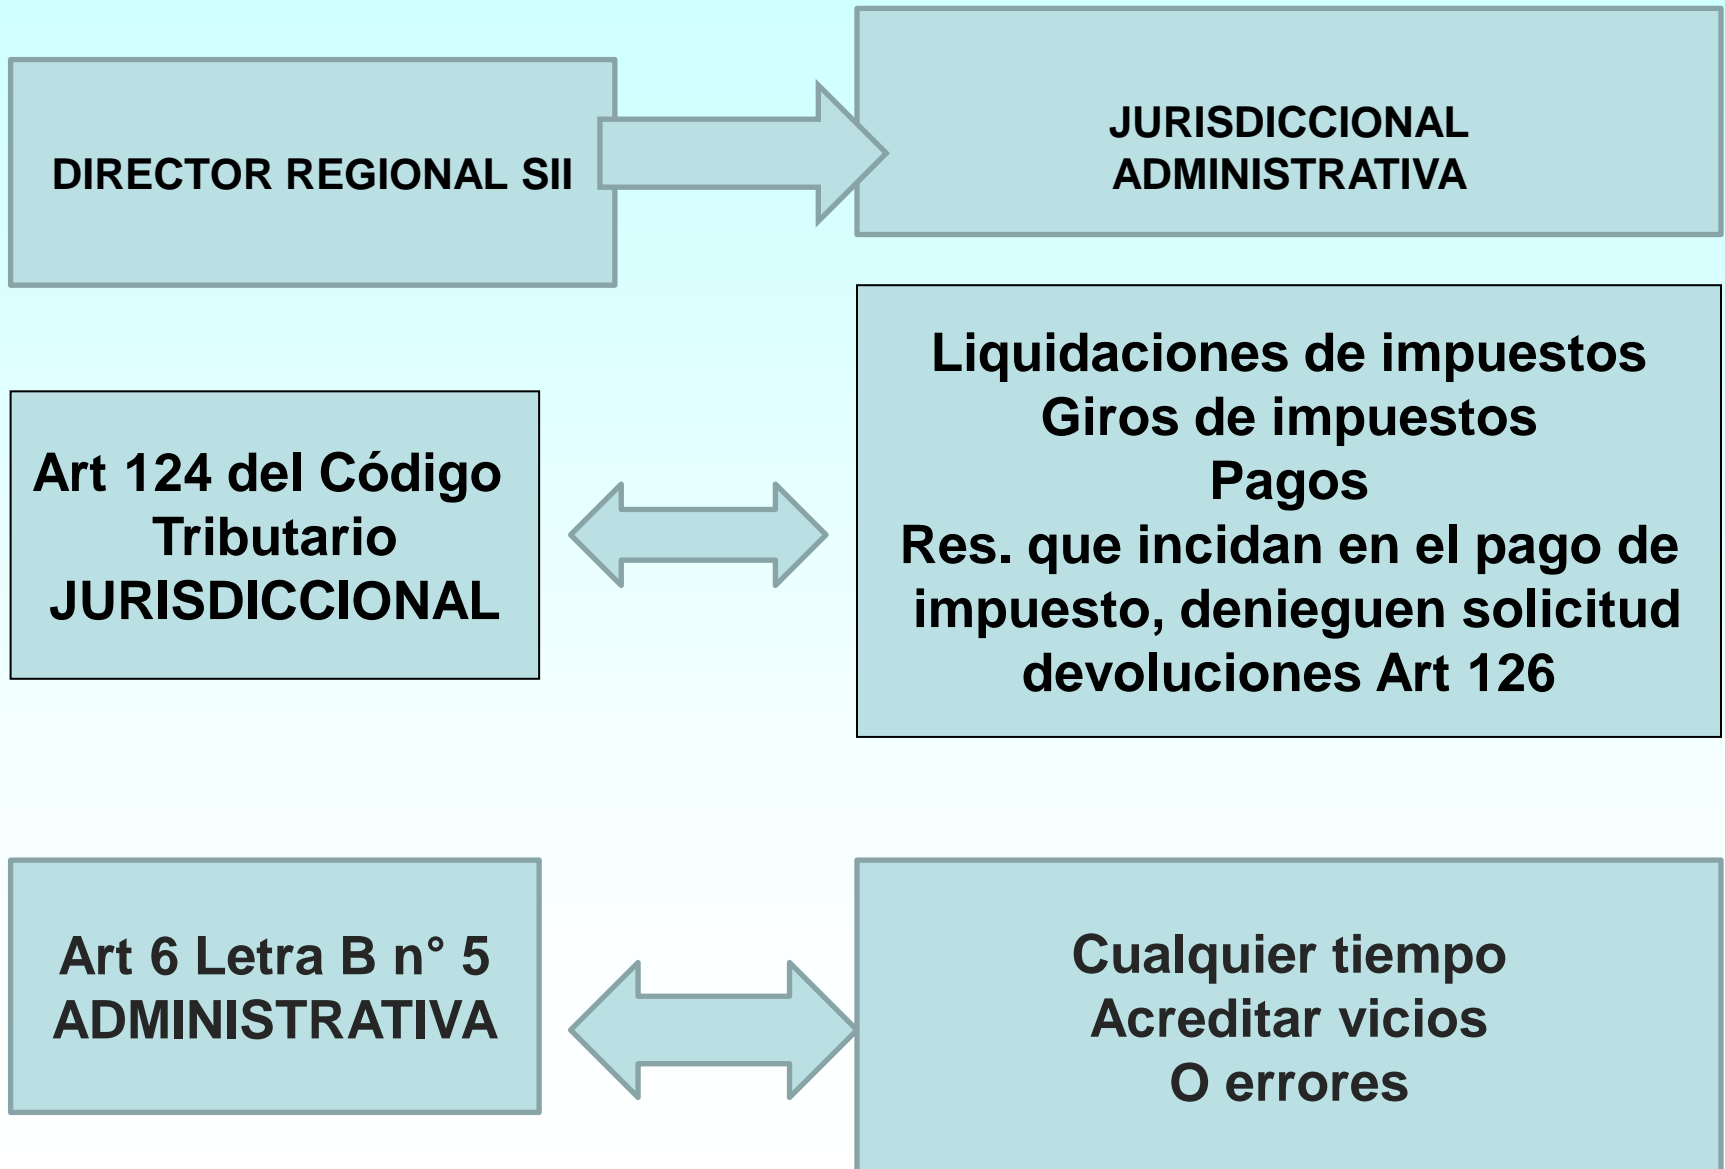 DIRECTOR REGIONAL SII
JURISDICCIONAL
ADMINISTRATIVA
Art 124 del Código
Tributario
JURISDICCIONAL
Liquidaciones de impuestos
Giros de impuestos
Pagos
Res. que incidan en el pago de
impuesto, denieguen solicitud
devoluciones Art 126
Art 6 Letra B n° 5
ADMINISTRATIVA
Cualquier tiempo
Acreditar vicios
O errores